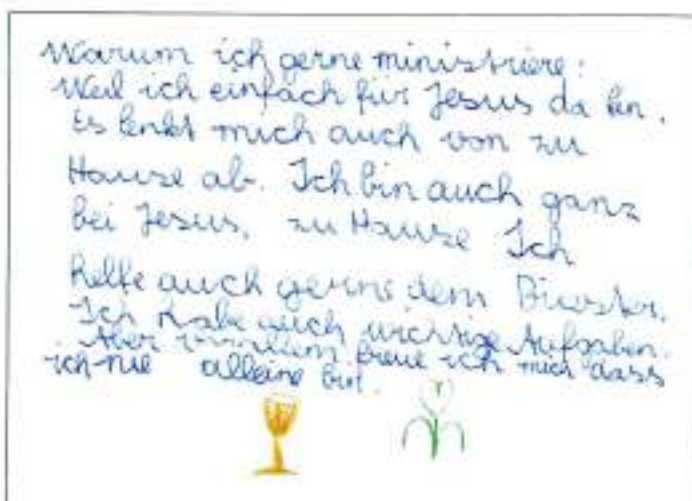 Warum ich gerne ministriere:
Weil ich einfach für Jesus da bin.
Es lenkt mich auch von zu
Hause ab. Ich bin auch ganz
bei Jesus. zu Hause Ich
helfe auch gerne dem Priester.
Ich habe auch wichtige Aufgaben.
Aber freue ich mich dass
ich nie alleine bin.